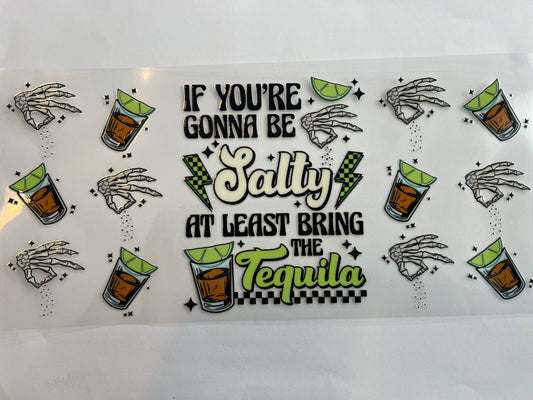 IF YOU'RE
GONNA BE
Salty
AT LEAST BRING
THE
Tequila